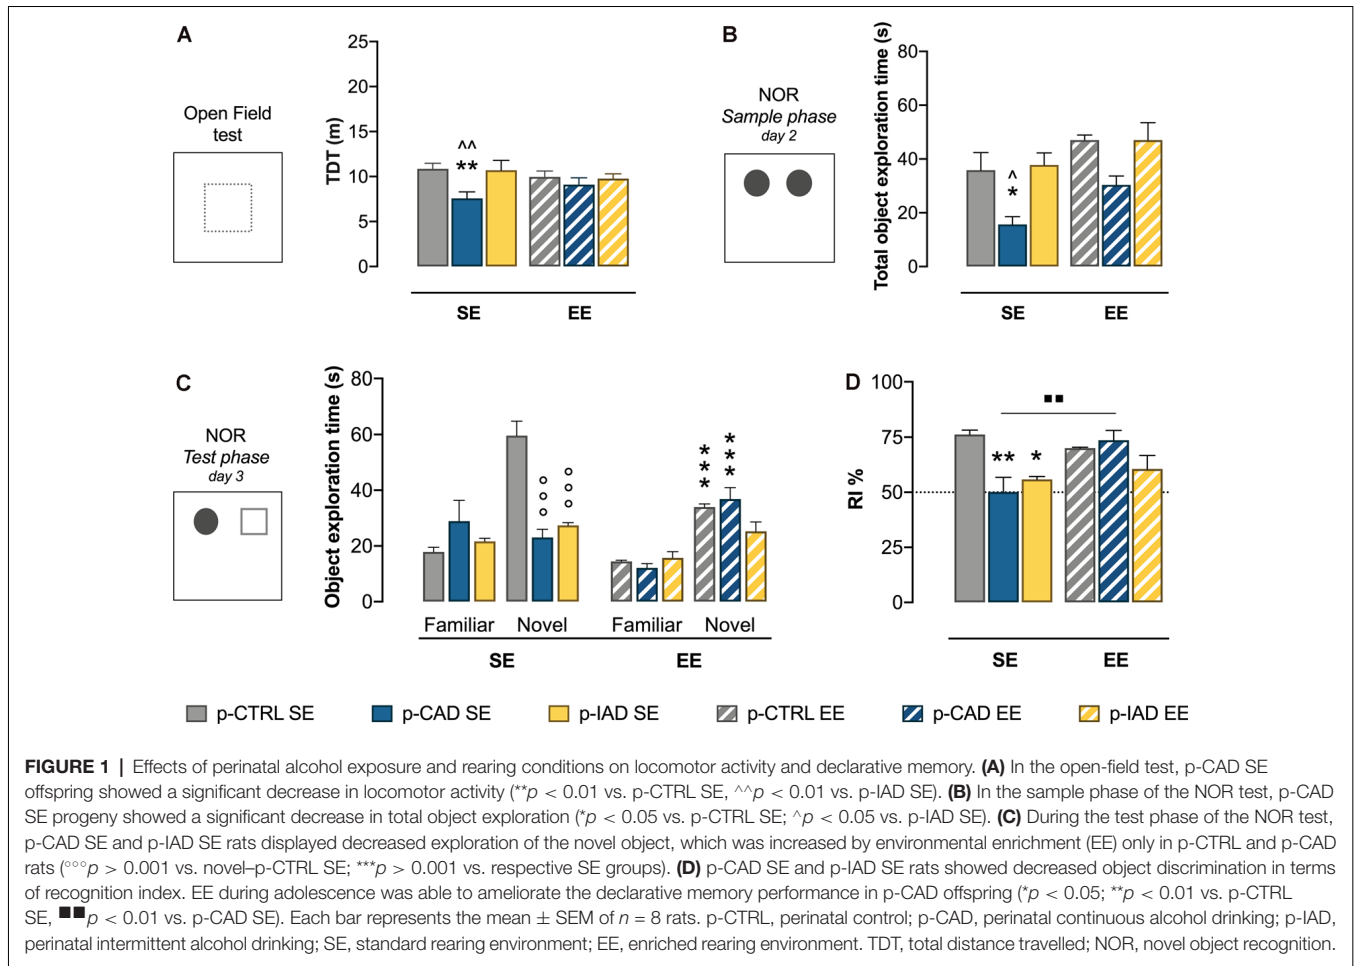 A
Open Field
test
TDT (m)
25
20
15
10
5
0
^^
**
SE
EE
B
NOR
Sample phase
day 2
Total object exploration time (s)
80
60
40
20
0
^
*
SE
EE
C
NOR
Test phase
day 3
Object exploration time (s)
80
60
40
20
0
°°°
°°°
***
***
Familiar
Novel
Familiar
Novel
SE
EE
D
RI %
100
75
50
25
0
**
*
■■
SE
EE
p-CTRL SE
p-CAD SE
p-IAD SE
p-CTRL EE
p-CAD EE
p-IAD EE
FIGURE 1 | Effects of perinatal alcohol exposure and rearing conditions on locomotor activity and declarative memory. (A) In the open-field test, p-CAD SE
offspring showed a significant decrease in locomotor activity (**p < 0.01 vs. p-CTRL SE, ^^p < 0.01 vs. p-IAD SE). (B) In the sample phase of the NOR test, p-CAD
SE progeny showed a significant decrease in total object exploration (*p < 0.05 vs. p-CTRL SE; ^p < 0.05 vs. p-IAD SE). (C) During the test phase of the NOR test,
p-CAD SE and p-IAD SE rats displayed decreased exploration of the novel object, which was increased by environmental enrichment (EE) only in p-CTRL and p-CAD
rats (°°°p > 0.001 vs. novel–p-CTRL SE; ***p > 0.001 vs. respective SE groups). (D) p-CAD SE and p-IAD SE rats showed decreased object discrimination in terms
of recognition index. EE during adolescence was able to ameliorate the declarative memory performance in p-CAD offspring (*p < 0.05; **p < 0.01 vs. p-CTRL
SE, ■■p < 0.01 vs. p-CAD SE). Each bar represents the mean ± SEM of n = 8 rats. p-CTRL, perinatal control; p-CAD, perinatal continuous alcohol drinking; p-IAD,
perinatal intermittent alcohol drinking; SE, standard rearing environment; EE, enriched rearing environment. TDT, total distance travelled; NOR, novel object recognition.